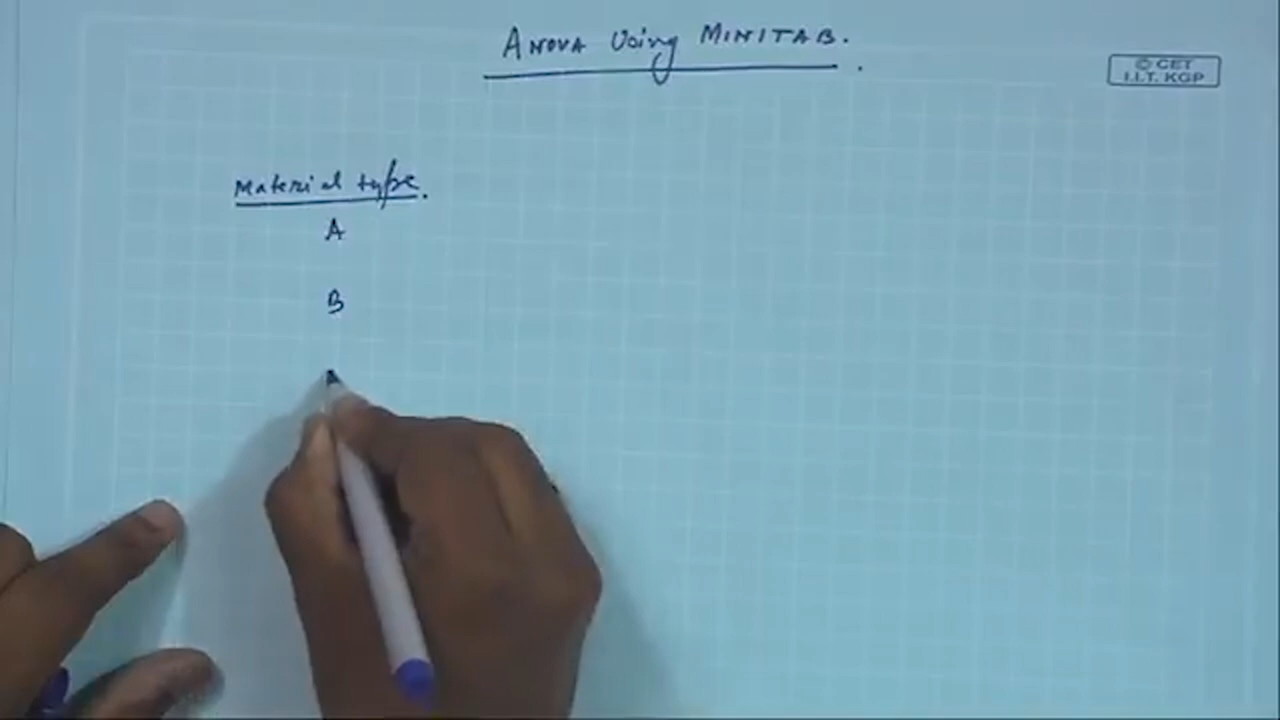 ANOVA Using MINITAB.
© CET
I.I.T. KGP
Material type.
A
B